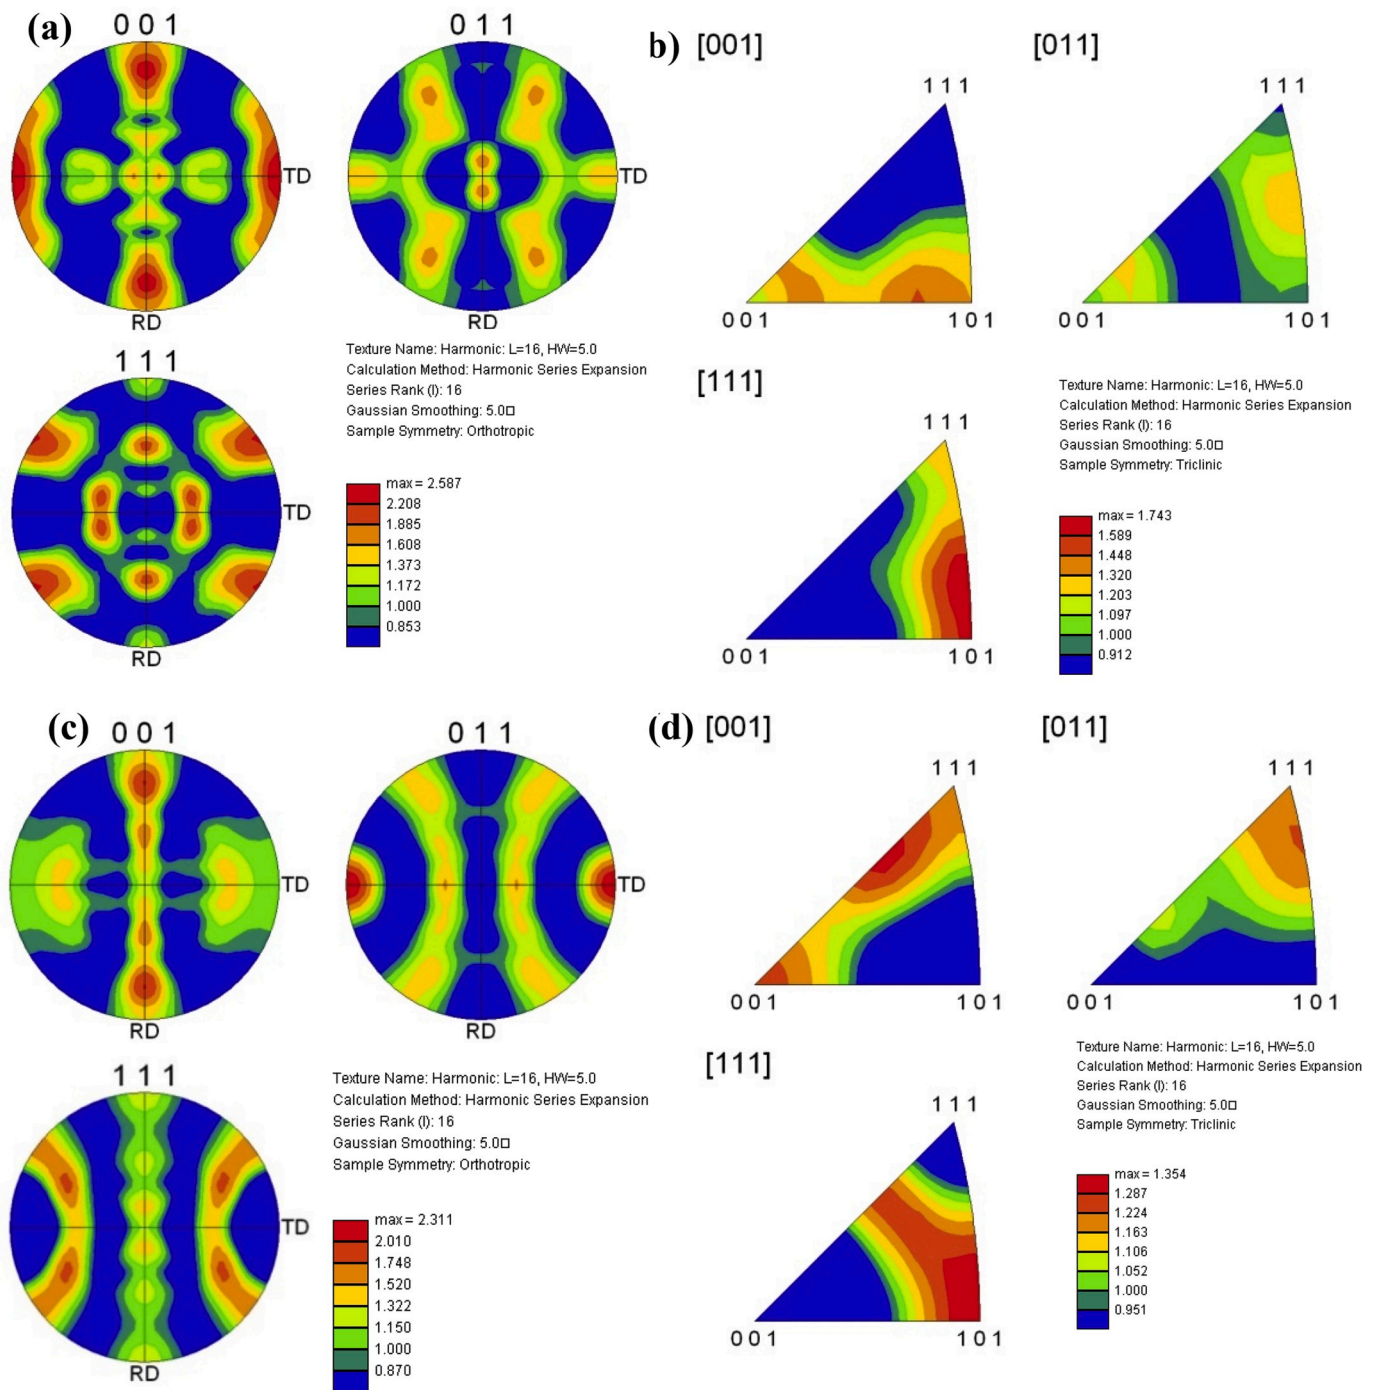 (a)
0 0 1
TD
RD
0 1 1
TD
RD
1 1 1
TD
RD
Texture Name: Harmonic: L=16, HW=5.0
Calculation Method: Harmonic Series Expansion
Series Rank (l): 16
Gaussian Smoothing: 5.0□
Sample Symmetry: Orthotropic
max = 2.587
2.208
1.885
1.608
1.373
1.172
1.000
0.853
b)
[001]
1 1 1
0 0 1
1 0 1
[011]
1 1 1
0 0 1
1 0 1
[111]
1 1 1
0 0 1
1 0 1
Texture Name: Harmonic: L=16, HW=5.0
Calculation Method: Harmonic Series Expansion
Series Rank (l): 16
Gaussian Smoothing: 5.0□
Sample Symmetry: Triclinic
max = 1.743
1.589
1.448
1.320
1.203
1.097
1.000
0.912
(c)
0 0 1
TD
RD
0 1 1
TD
RD
1 1 1
TD
RD
Texture Name: Harmonic: L=16, HW=5.0
Calculation Method: Harmonic Series Expansion
Series Rank (l): 16
Gaussian Smoothing: 5.0□
Sample Symmetry: Orthotropic
max = 2.311
2.010
1.748
1.520
1.322
1.150
1.000
0.870
(d)
[001]
1 1 1
0 0 1
1 0 1
[011]
1 1 1
0 0 1
1 0 1
[111]
1 1 1
0 0 1
1 0 1
Texture Name: Harmonic: L=16, HW=5.0
Calculation Method: Harmonic Series Expansion
Series Rank (l): 16
Gaussian Smoothing: 5.0□
Sample Symmetry: Triclinic
max = 1.354
1.287
1.224
1.163
1.106
1.052
1.000
0.951